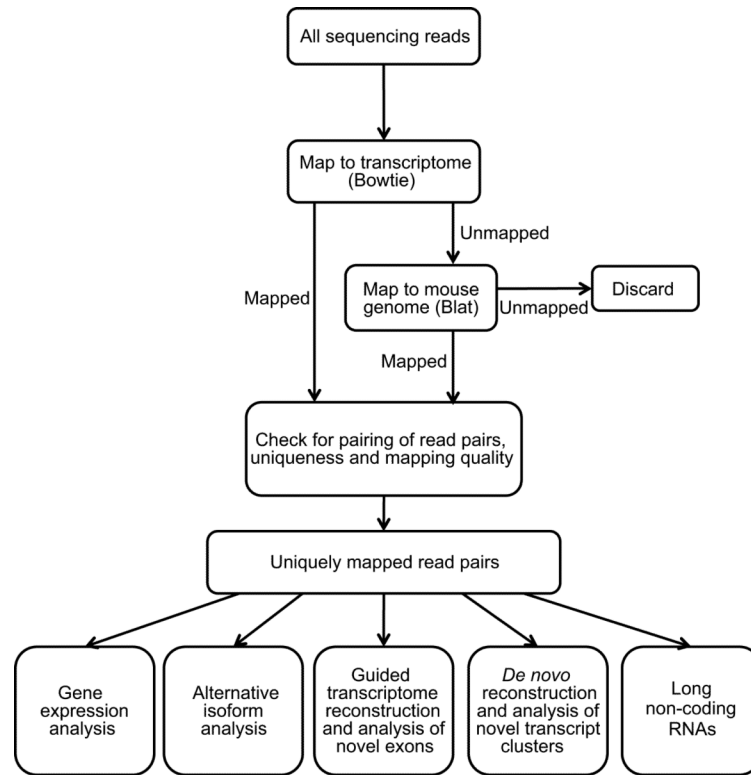 All sequencing reads
Map to transcriptome
(Bowtie)
Unmapped
Mapped
Map to mouse
genome (Blat)
Unmapped
Discard
Mapped
Check for pairing of read pairs,
uniqueness and mapping quality
Uniquely mapped read pairs
Gene
expression
analysis
Alternative
isoform
analysis
Guided
transcriptome
reconstruction
and analysis of
novel exons
De novo
reconstruction
and analysis of
novel transcript
clusters
Long
non-coding
RNAs